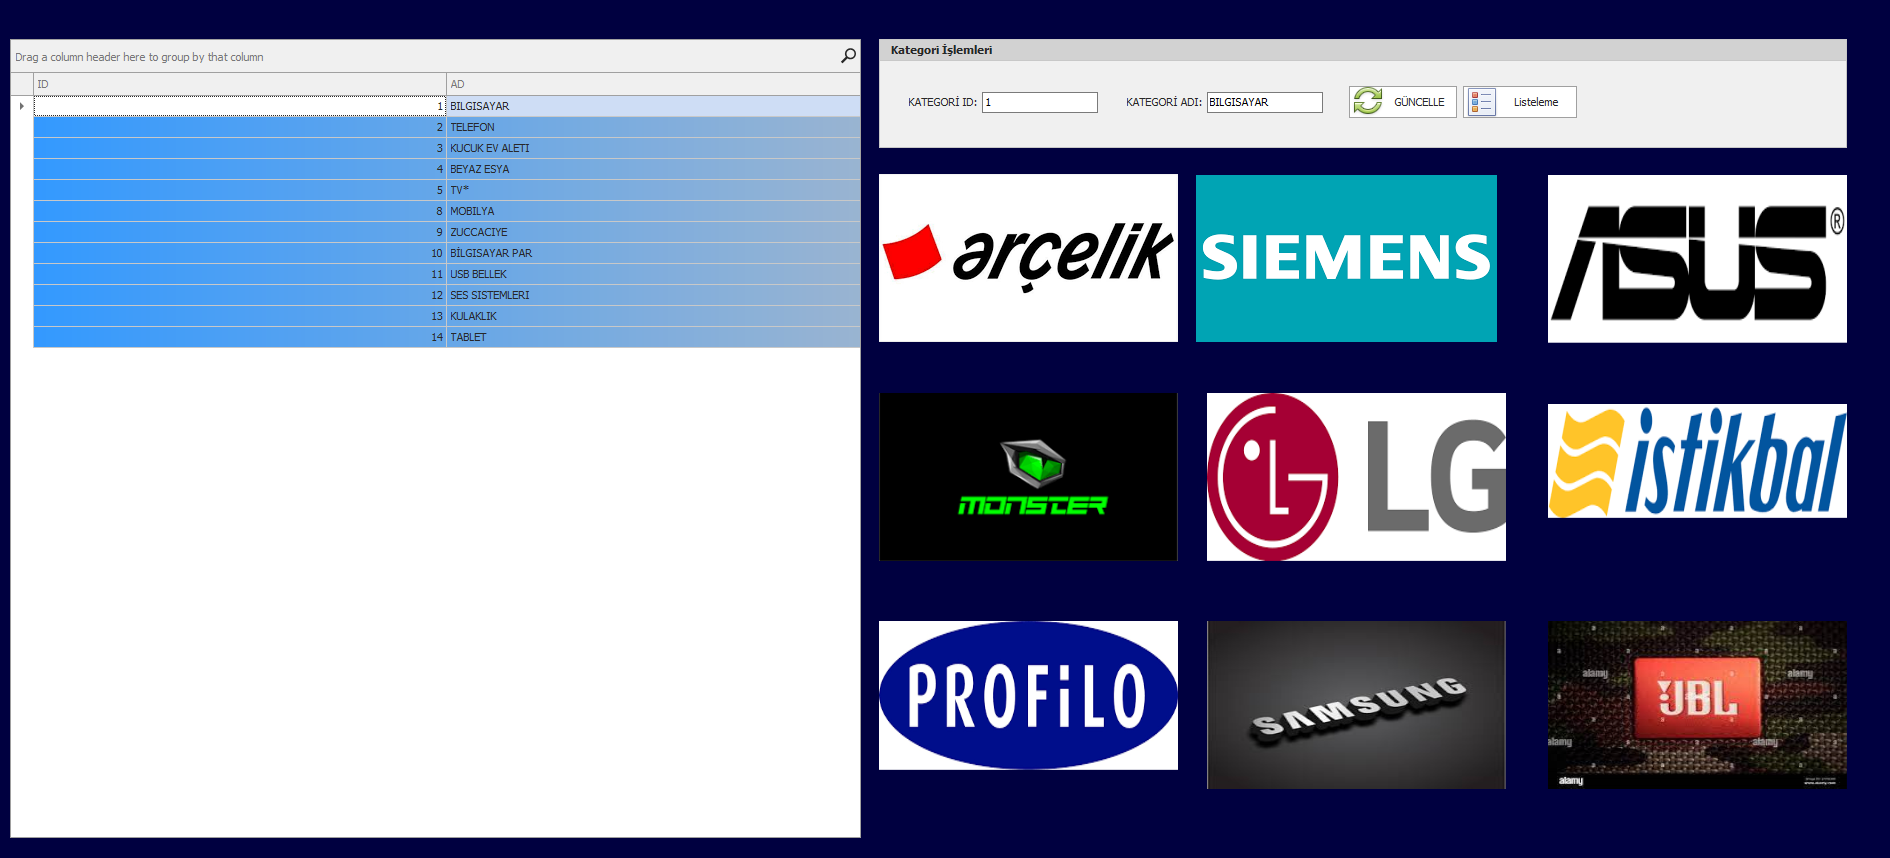 Drag a column header here to group by that column
ID AD
1 BILGISAYAR
2 TELEFON
3 KUCUK EV ALETI
4 BEYAZ ESYA
5 TV*
8 MOBILYA
9 ZUCCACIYE
10 BİLGISAYAR PAR
11 USB BELLEK
12 SES SISTEMLERI
13 KULAKLIK
14 TABLET
Kategori İşlemleri
KATEGORİ ID: 1 KATEGORİ ADI: BILGISAYAR GÜNCELLE Listeleme
arçelik
SIEMENS
ASUS®
MONSTER
LG
istikbal
PROFiLO
SAMSUNG
JBL
a a a a
alamy alamy
alamy alamy
alamy